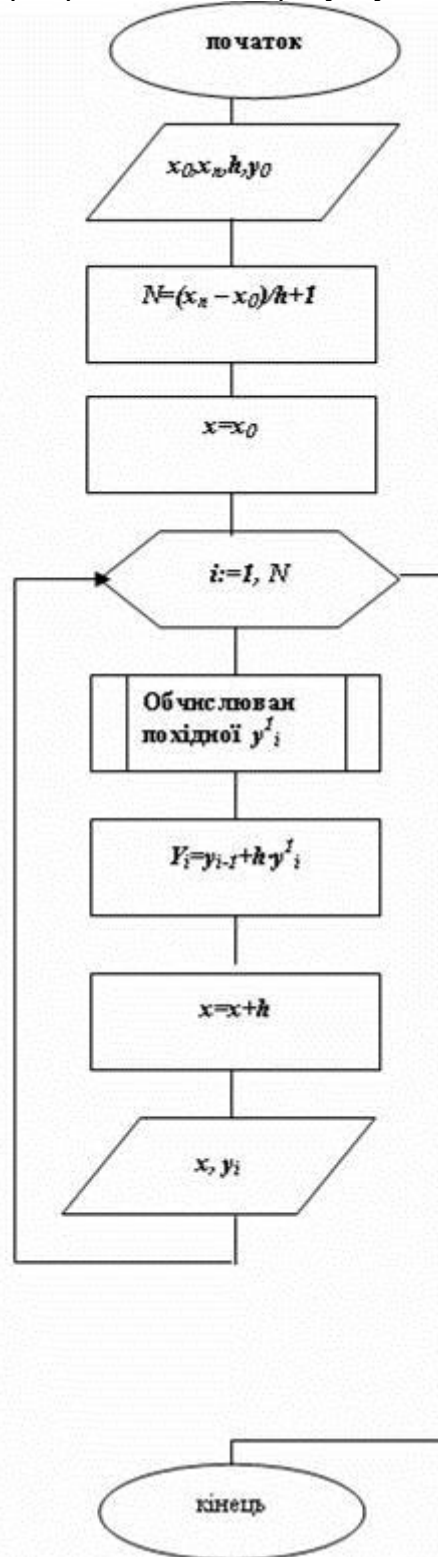 початок
x₀,xₙ,h,y₀
N=(xₙ – x₀)/h+1
x=x₀
i:=1, N
Обчислюван
похідної y¹ᵢ
Yᵢ=yᵢ₋₁+h·y¹ᵢ
x=x+h
x, yᵢ
кінець